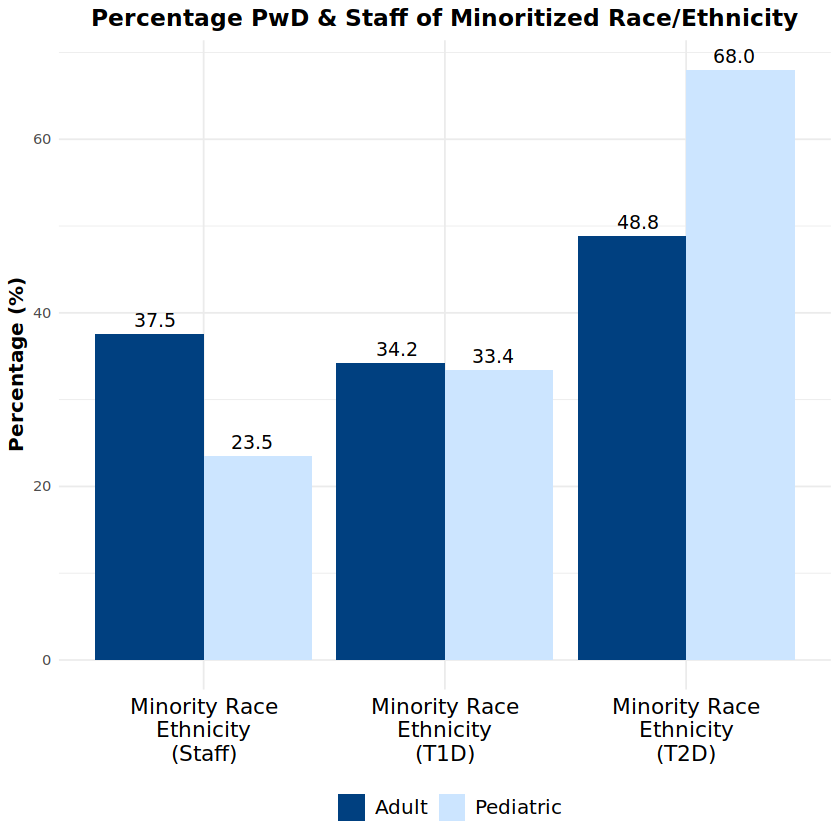 Percentage PwD & Staff of Minoritized Race/Ethnicity
68.0
60
48.8
40
37.5
34.2
33.4
23.5
20
0
Percentage (%)
Minority Race
Ethnicity
(Staff)
Minority Race
Ethnicity
(T1D)
Minority Race
Ethnicity
(T2D)
Adult
Pediatric